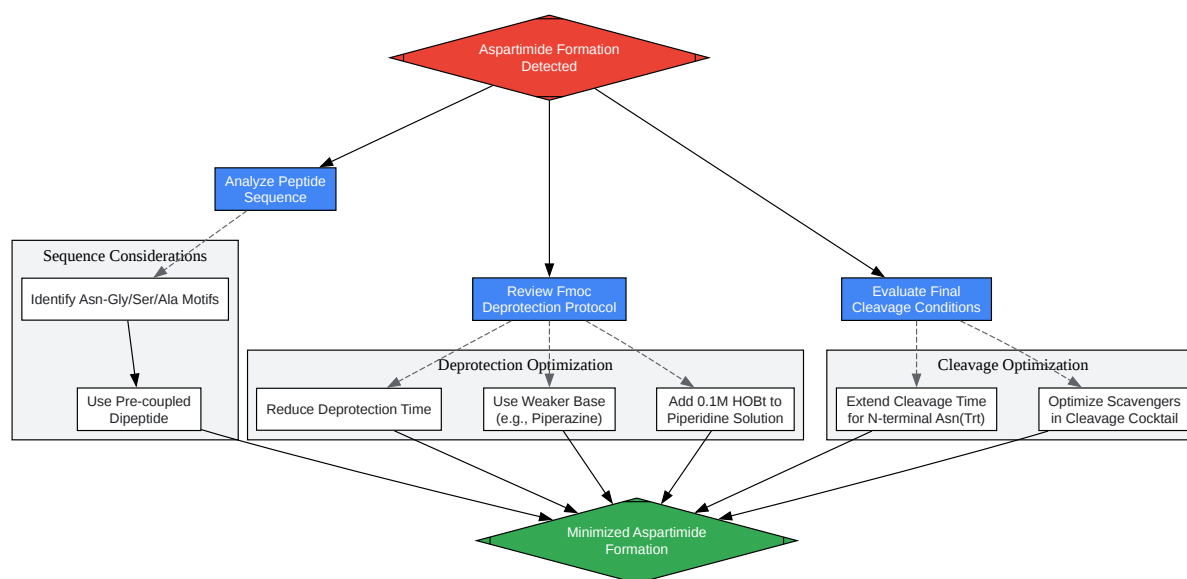 Aspartimide Formation
Detected
Analyze Peptide
Sequence
Sequence Considerations
Identify Asn-Gly/Ser/Ala Motifs
Use Pre-coupled
Dipeptide
Review Fmoc
Deprotection Protocol
Deprotection Optimization
Reduce Deprotection Time
Use Weaker Base
(e.g., Piperazine)
Add 0.1M HOBt to
Piperidine Solution
Evaluate Final
Cleavage Conditions
Cleavage Optimization
Extend Cleavage Time
for N-terminal Asn(Trt)
Optimize Scavengers
in Cleavage Cocktail
Minimized Aspartimide
Formation